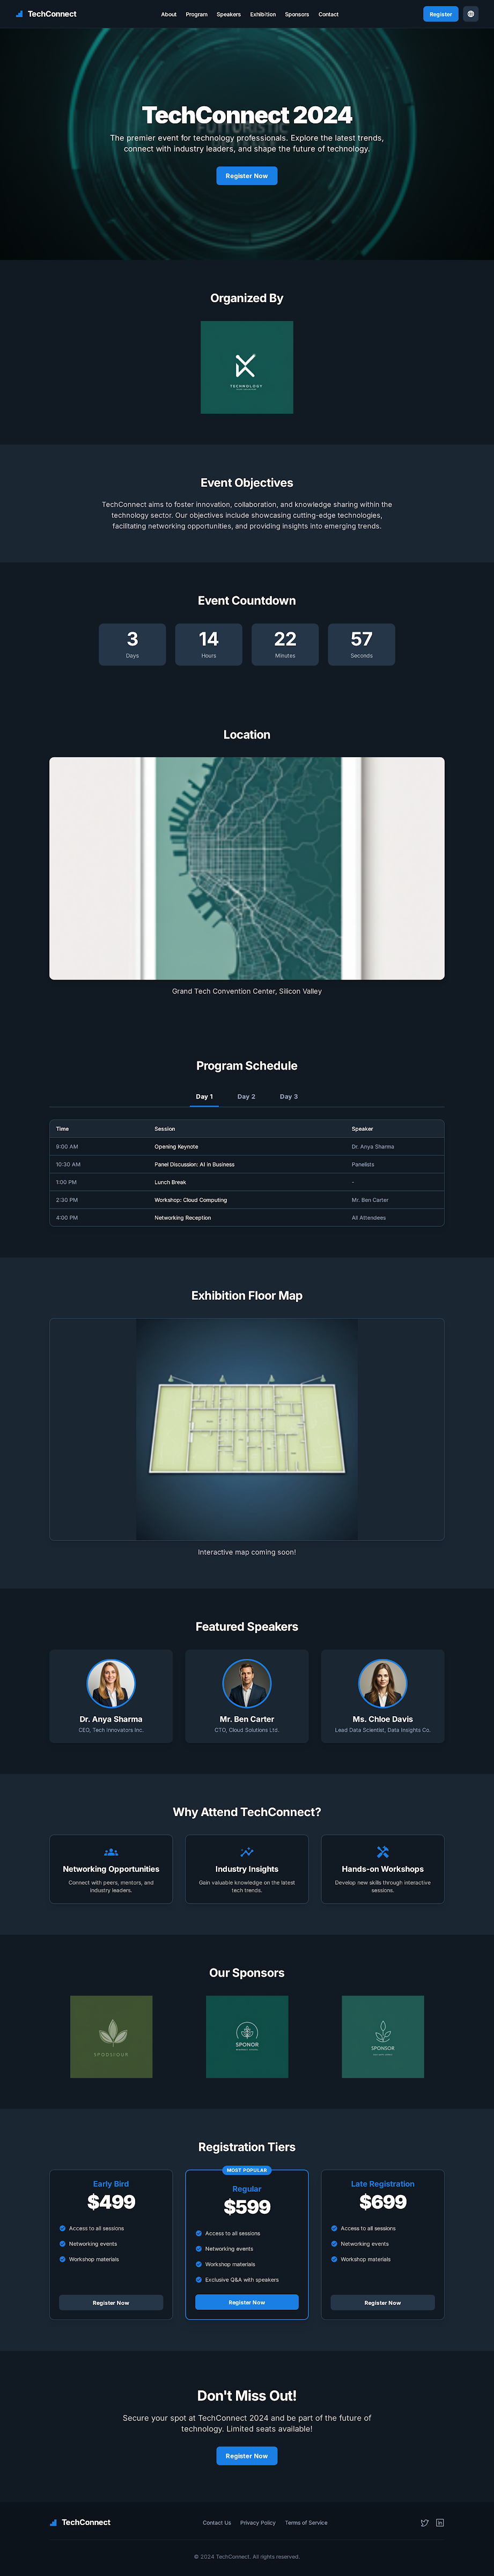 TechConnect
About Program Speakers Exhibition Sponsors Contact
Register
TechConnect 2024
The premier event for technology professionals. Explore the latest trends,
connect with industry leaders, and shape the future of technology.
Register Now
Organized By
TECHNOLOGY
Event Objectives
TechConnect aims to foster innovation, collaboration, and knowledge sharing within the
technology sector. Our objectives include showcasing cutting-edge technologies,
facilitating networking opportunities, and providing insights into emerging trends.
Event Countdown
3 14 22 57
Days Hours Minutes Seconds
Location
Grand Tech Convention Center, Silicon Valley
Program Schedule
Day 1 Day 2 Day 3
Time Session Speaker
9:00 AM Opening Keynote Dr. Anya Sharma
10:30 AM Panel Discussion: AI in Business Panelists
1:00 PM Lunch Break -
2:30 PM Workshop: Cloud Computing Mr. Ben Carter
4:00 PM Networking Reception All Attendees
Exhibition Floor Map
Interactive map coming soon!
Featured Speakers
Dr. Anya Sharma
CEO, Tech Innovators Inc.
Mr. Ben Carter
CTO, Cloud Solutions Ltd.
Ms. Chloe Davis
Lead Data Scientist, Data Insights Co.
Why Attend TechConnect?
Networking Opportunities
Connect with peers, mentors, and
industry leaders.
Industry Insights
Gain valuable knowledge on the latest
tech trends.
Hands-on Workshops
Develop new skills through interactive
sessions.
Our Sponsors
SPONOR
SPONSOR
Registration Tiers
Early Bird
$499
Access to all sessions
Networking events
Workshop materials
Register Now
MOST POPULAR
Regular
$599
Access to all sessions
Networking events
Workshop materials
Exclusive Q&A with speakers
Register Now
Late Registration
$699
Access to all sessions
Networking events
Workshop materials
Register Now
Don't Miss Out!
Secure your spot at TechConnect 2024 and be part of the future of
technology. Limited seats available!
Register Now
TechConnect
Contact Us Privacy Policy Terms of Service
© 2024 TechConnect. All rights reserved.